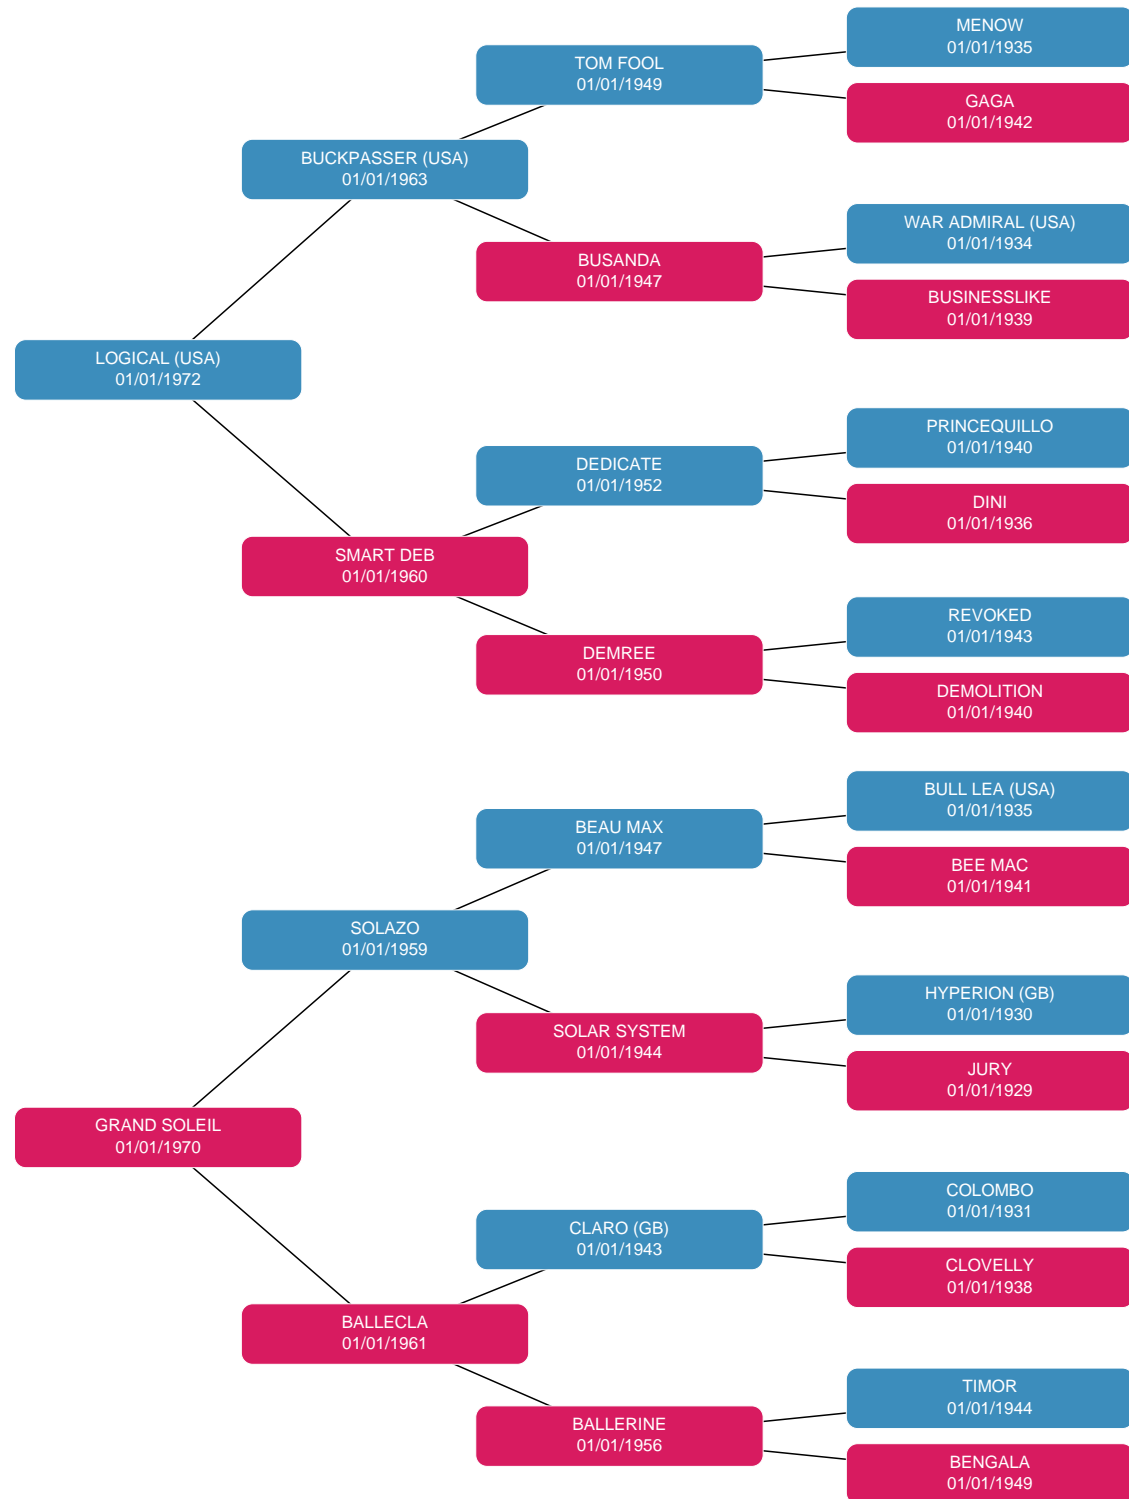 MENOW
01/01/1935
TOM FOOL
01/01/1949
GAGA
01/01/1942
BUCKPASSER (USA)
01/01/1963
WAR ADMIRAL (USA)
01/01/1934
BUSANDA
01/01/1947
BUSINESSLIKE
01/01/1939
LOGICAL (USA)
01/01/1972
PRINCEQUILLO
01/01/1940
DEDICATE
01/01/1952
DINI
01/01/1936
SMART DEB
01/01/1960
REVOKED
01/01/1943
DEMREE
01/01/1950
DEMOLITION
01/01/1940
BULL LEA (USA)
01/01/1935
BEAU MAX
01/01/1947
BEE MAC
01/01/1941
SOLAZO
01/01/1959
HYPERION (GB)
01/01/1930
SOLAR SYSTEM
01/01/1944
JURY
01/01/1929
GRAND SOLEIL
01/01/1970
COLOMBO
01/01/1931
CLARO (GB)
01/01/1943
CLOVELLY
01/01/1938
BALLECLA
01/01/1961
TIMOR
01/01/1944
BALLERINE
01/01/1956
BENGALA
01/01/1949